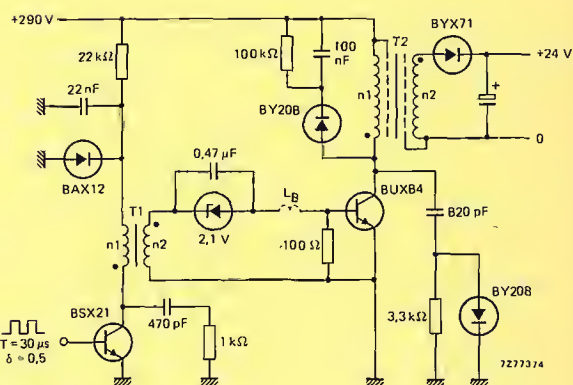 +290 V
22 kΩ
22 nF
BAX12
T1
n1
n2
BSX21
T = 30 µs
δ = 0,5
470 pF
1 kΩ
0,47 µF
2,1 V
LB
100 Ω
100 kΩ
100 nF
BY208
T2
n1
n2
BYX71
+24 V
+
0
BUX84
820 pF
3,3 kΩ
BY208
7Z77374